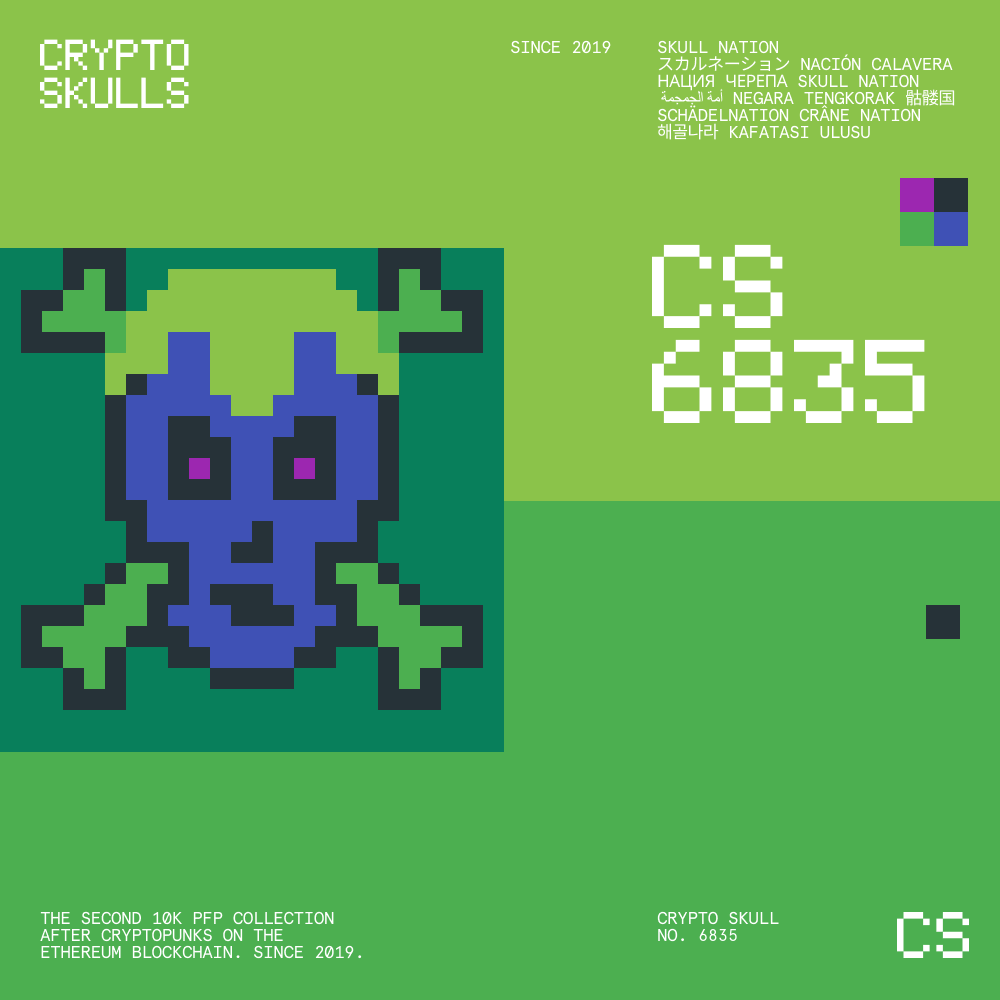 CRYPTO
SKULLS
SINCE 2019
SKULL NATION
スカルネーション NACIÓN CALAVERA
НАЦИЯ ЧЕРЕПА SKULL NATION
أمة الجمجمة NEGARA TENGKORAK 骷髅国
SCHÄDELNATION CRÂNE NATION
해골나라 KAFATASI ULUSU
CS
6835
THE SECOND 10K PFP COLLECTION
AFTER CRYPTOPUNKS ON THE
ETHEREUM BLOCKCHAIN. SINCE 2019.
CRYPTO SKULL
NO. 6835
CS